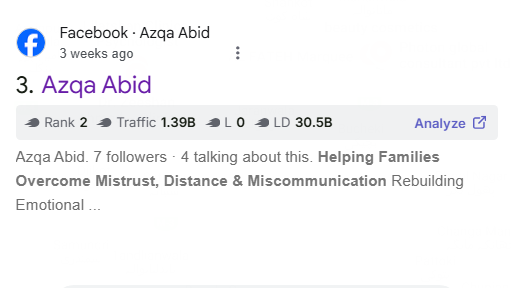 Facebook · Azqa Abid
3 weeks ago
3. Azqa Abid
Rank 2 Traffic 1.39B L 0 LD 30.5B Analyze
Azqa Abid. 7 followers · 4 talking about this. Helping Families
Overcome Mistrust, Distance & Miscommunication Rebuilding
Emotional ...